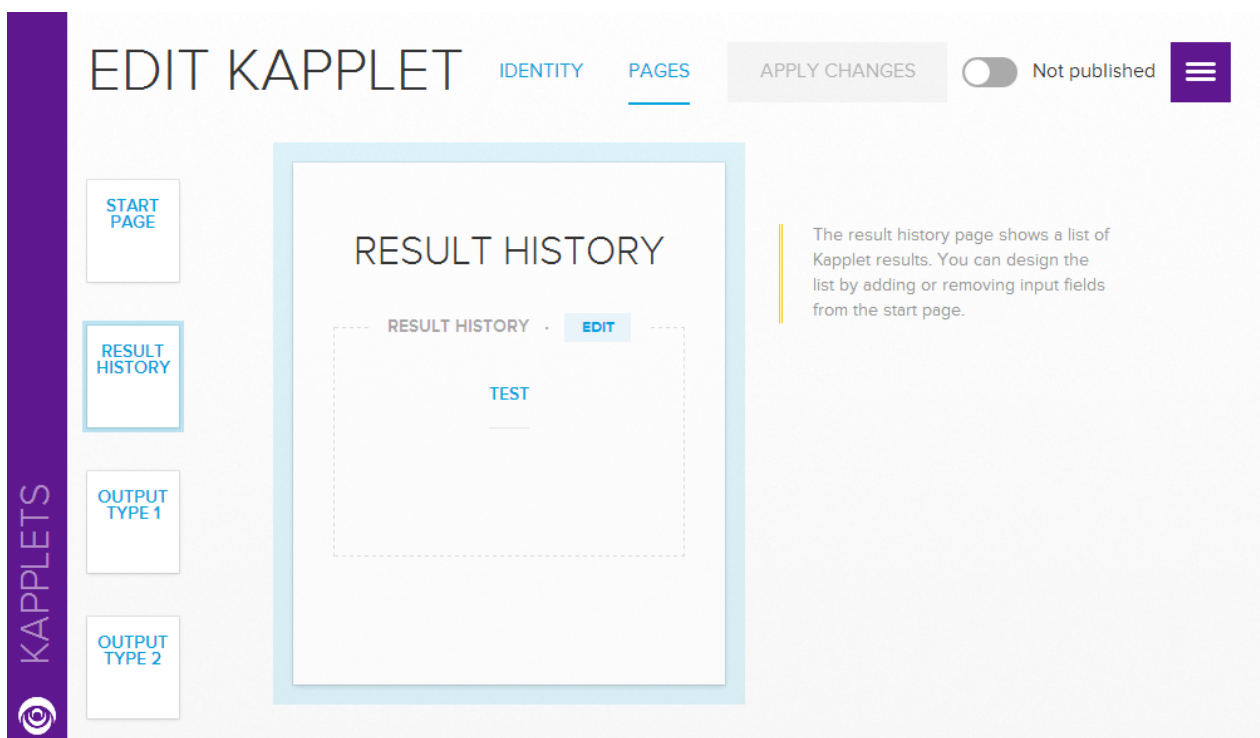 EDIT KAPPLET
IDENTITY
PAGES
APPLY CHANGES
Not published
START
PAGE
RESULT
HISTORY
OUTPUT
TYPE 1
OUTPUT
TYPE 2
RESULT HISTORY
RESULT HISTORY · EDIT
TEST
The result history page shows a list of
Kapplet results. You can design the
list by adding or removing input fields
from the start page.
KAPPLETS